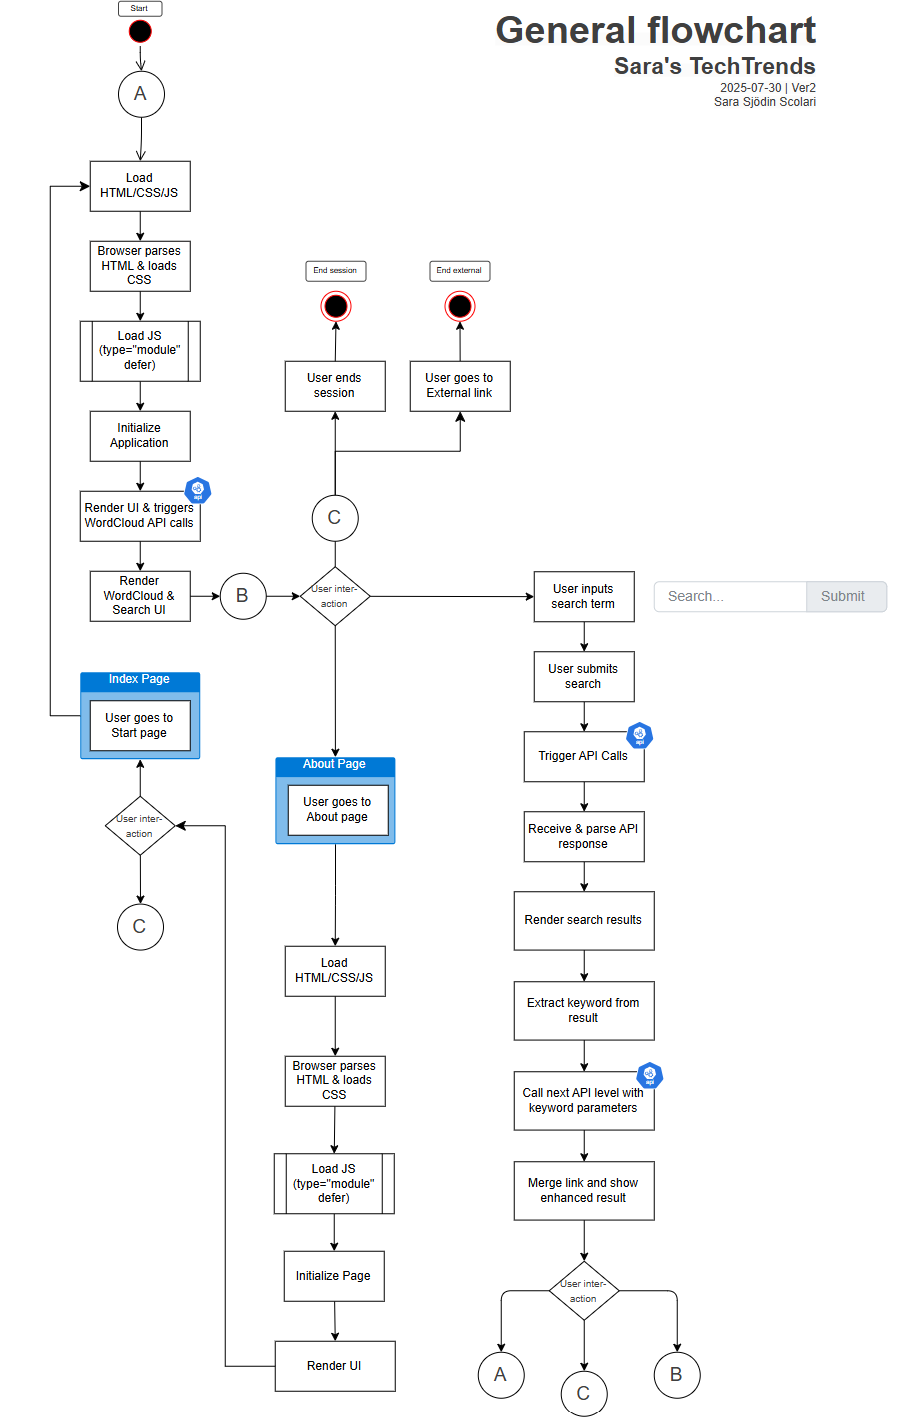 Start
General flowchart
Sara's TechTrends
2025-07-30 | Ver2
Sara Sjödin Scolari
A
Load
HTML/CSS/JS
Browser parses
HTML & loads
CSS
Load JS
(type="module"
defer)
Initialize
Application
api
Render UI & triggers
WordCloud API calls
Render
WordCloud &
Search UI
B
End session
End external
User ends
session
User goes to
External link
C
User inter-
action
User inputs
search term
Search...
Submit
User submits
search
api
Trigger API Calls
Receive & parse API
response
Render search results
Extract keyword from
result
api
Call next API level with
keyword parameters
Merge link and show
enhanced result
User inter-
action
A
C
B
Index Page
User goes to
Start page
User inter-
action
C
About Page
User goes to
About page
Load
HTML/CSS/JS
Browser parses
HTML & loads
CSS
Load JS
(type="module"
defer)
Initialize Page
Render UI